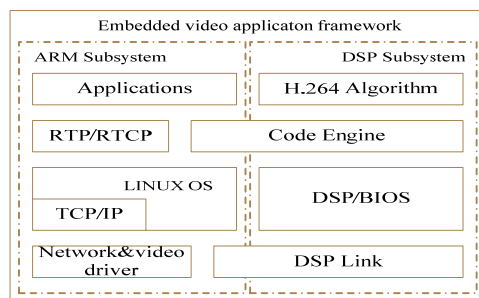 Embedded video applicaton framework
ARM Subsystem
DSP Subsystem
Applications
H.264 Algorithm
RTP/RTCP
Code Engine
LINUX OS
TCP/IP
DSP/BIOS
Network&video
driver
DSP Link